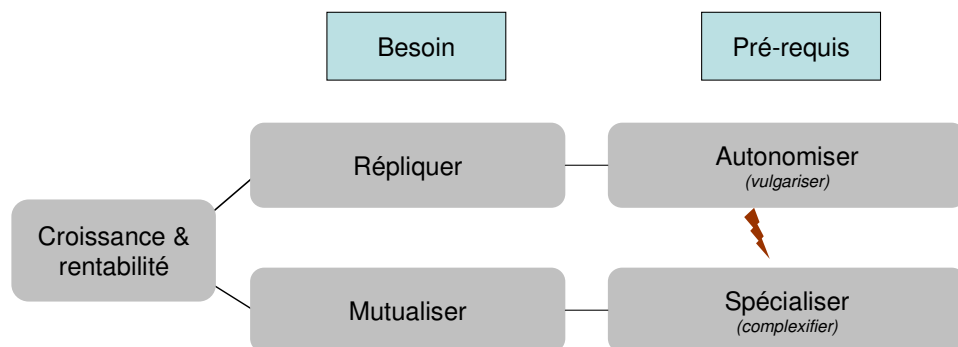 Besoin
Pré-requis
Répliquer
Autonomiser
(vulgariser)
Croissance &
rentabilité
Mutualiser
Spécialiser
(complexifier)